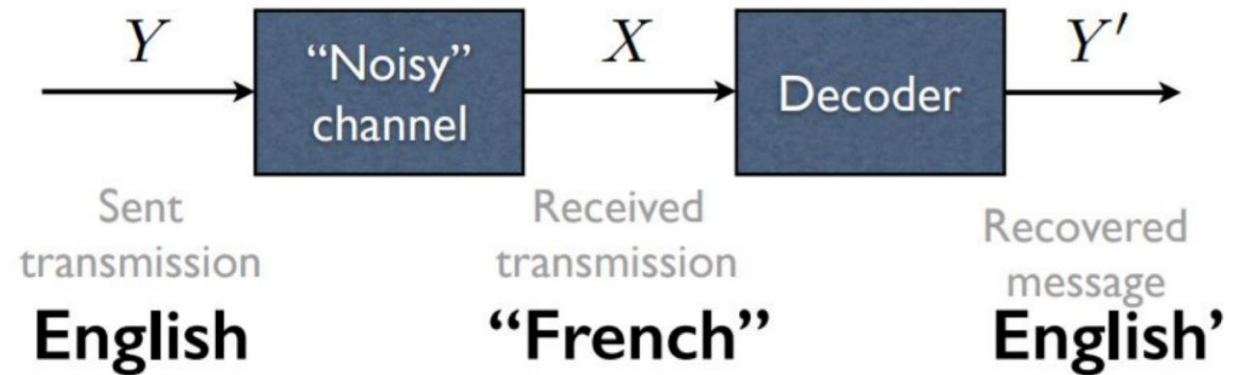 Y
“Noisy”
channel
X
Decoder
Y′
Sent
transmission
Received
transmission
Recovered
message
English
“French”
English’